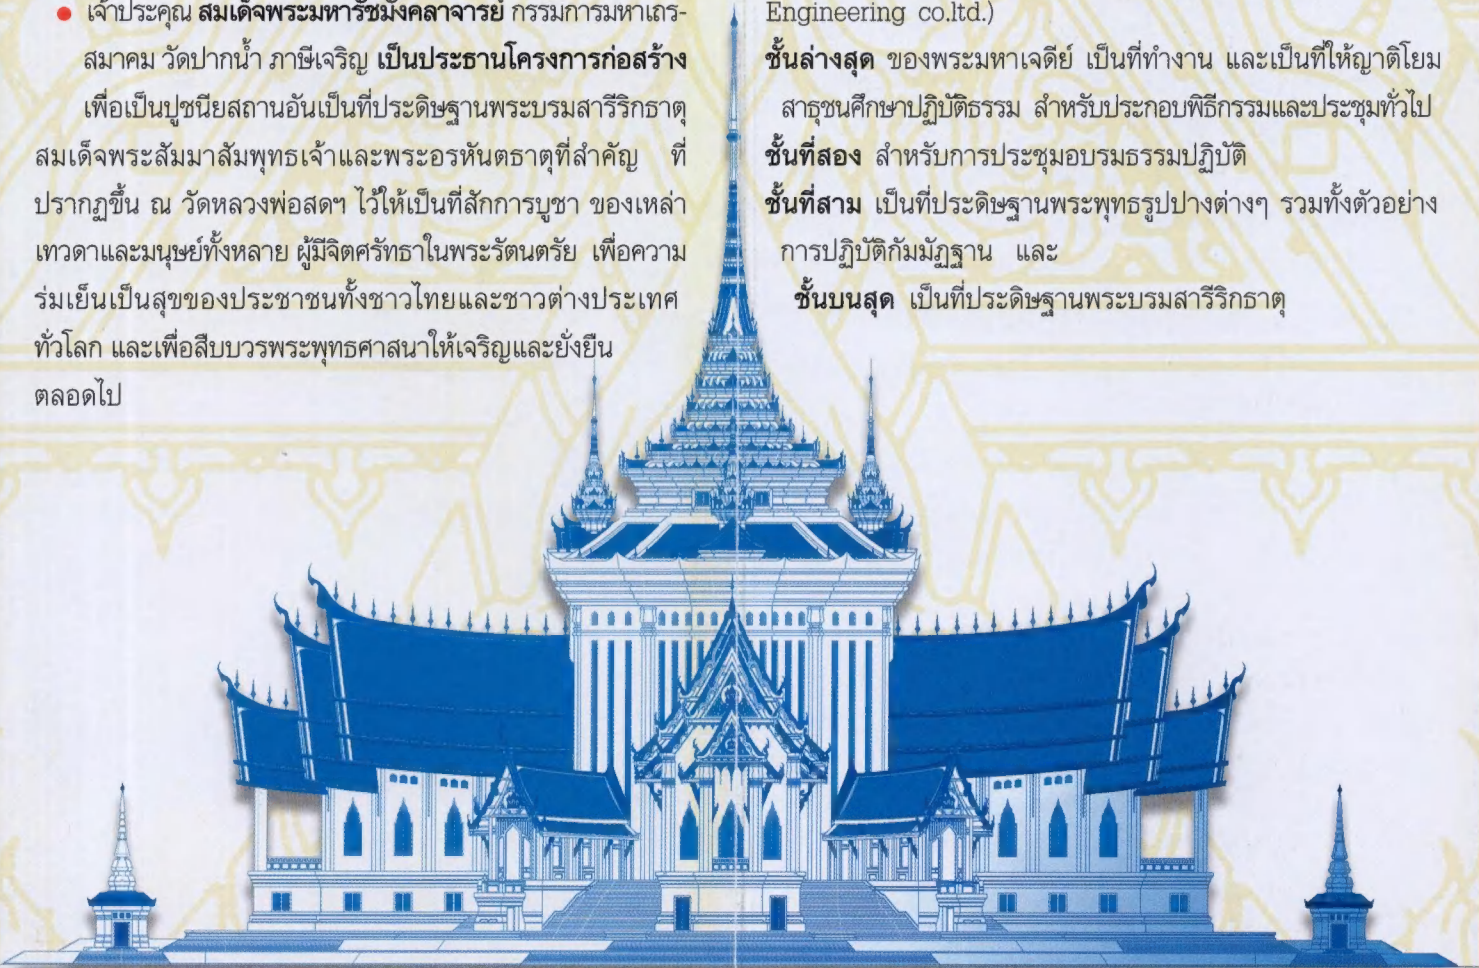 • เจ้าประคุณ สมเด็จพระมหารัชมังคลาจารย์ กรรมการมหาเถร-
สมาคม วัดปากน้ำ ภาษีเจริญ เป็นประธานโครงการก่อสร้าง
เพื่อเป็นปูชนียสถานอันเป็นที่ประดิษฐานพระบรมสารีริกธาตุ
สมเด็จพระสัมมาสัมพุทธเจ้าและพระอรหันตธาตุที่สำคัญ ที่
ปรากฏขึ้น ณ วัดหลวงพ่อสดฯ ไว้ให้เป็นที่สักการบูชา ของเหล่า
เทวดาและมนุษย์ทั้งหลาย ผู้มีจิตศรัทธาในพระรัตนตรัย เพื่อความ
ร่มเย็นเป็นสุขของประชาชนทั้งชาวไทยและชาวต่างประเทศ
ทั่วโลก และเพื่อสืบบวรพระพุทธศาสนาให้เจริญและยั่งยืน
ตลอดไป
Engineering co.ltd.)
ชั้นล่างสุด ของพระมหาเจดีย์ เป็นที่ทำงาน และเป็นที่ให้ญาติโยม
สาธุชนศึกษาปฏิบัติธรรม สำหรับประกอบพิธีกรรมและประชุมทั่วไป
ชั้นที่สอง สำหรับการประชุมอบรมธรรมปฏิบัติ
ชั้นที่สาม เป็นที่ประดิษฐานพระพุทธรูปปางต่างๆ รวมทั้งตัวอย่าง
การปฏิบัติกัมมัฏฐาน และ
ชั้นบนสุด เป็นที่ประดิษฐานพระบรมสารีริกธาตุ